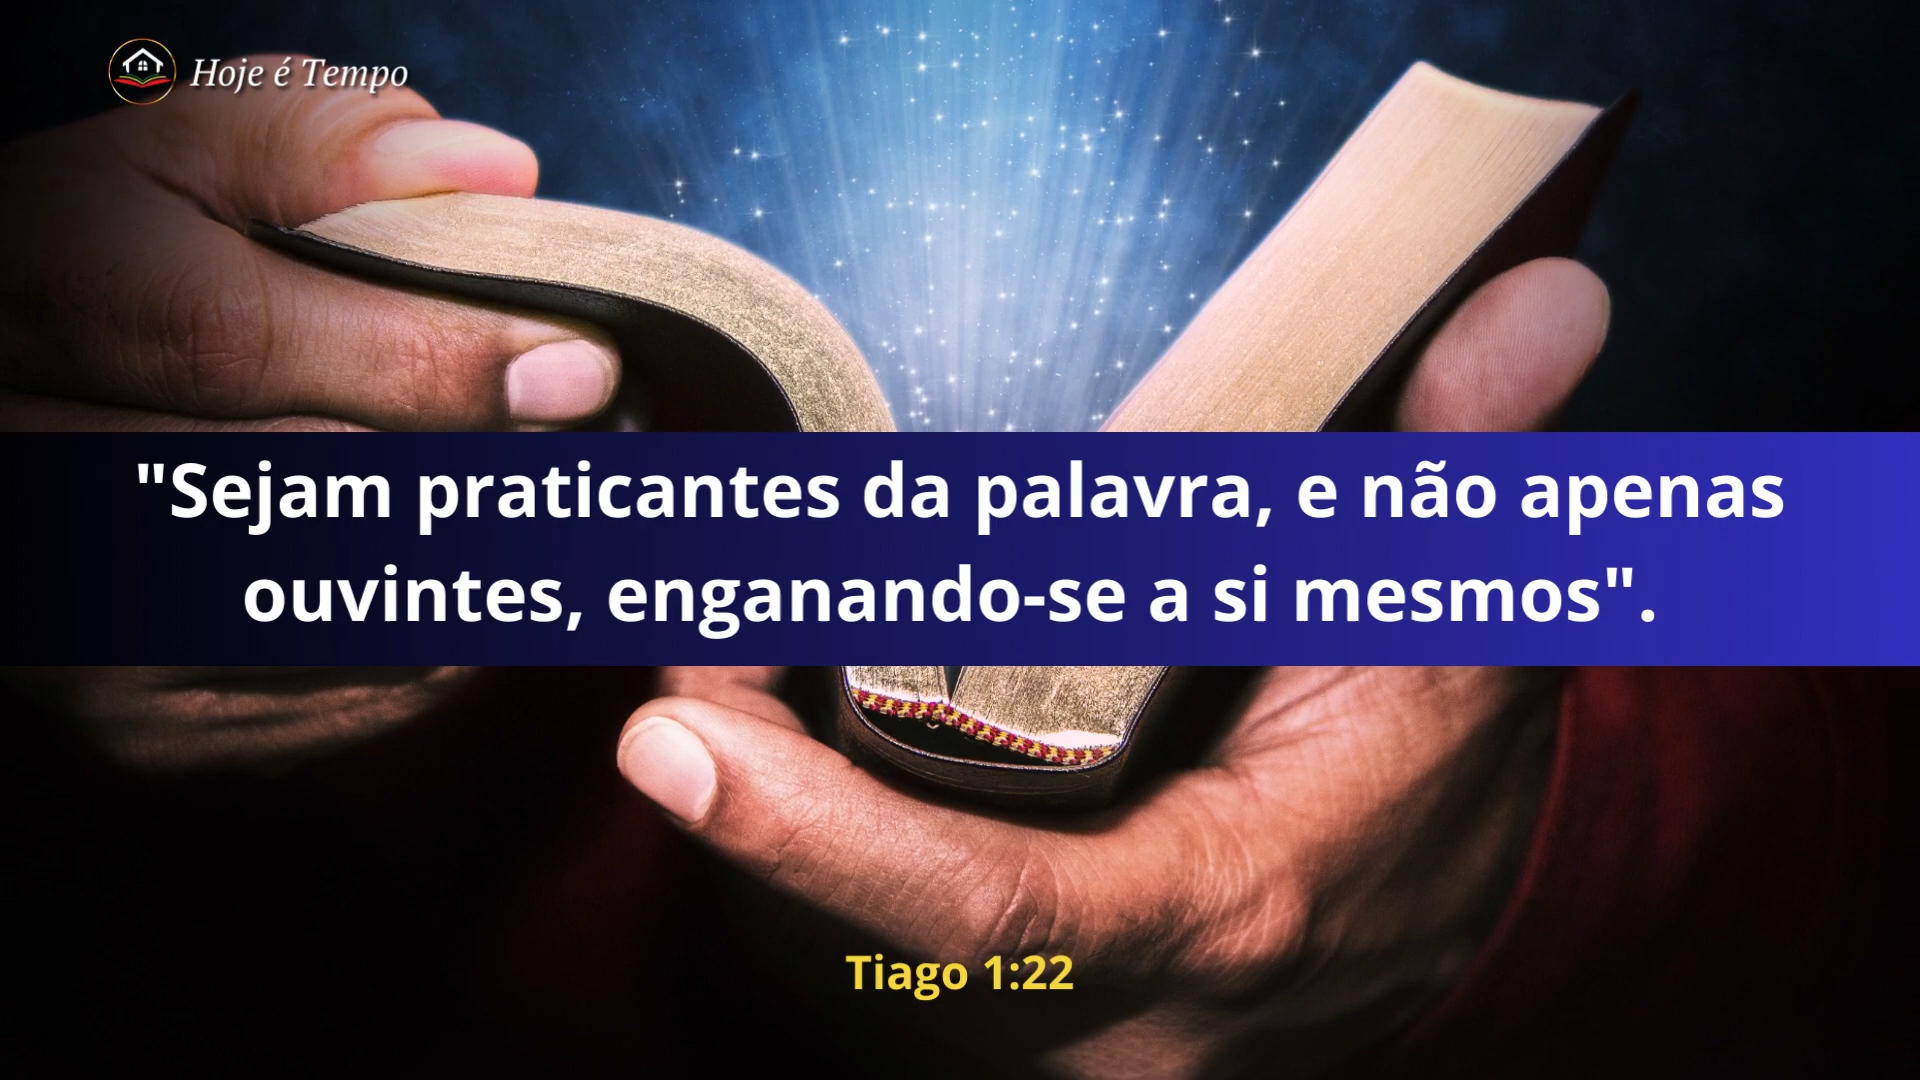 Hoje é Tempo
"Sejam praticantes da palavra, e não apenas
ouvintes, enganando-se a si mesmos".
Tiago 1:22